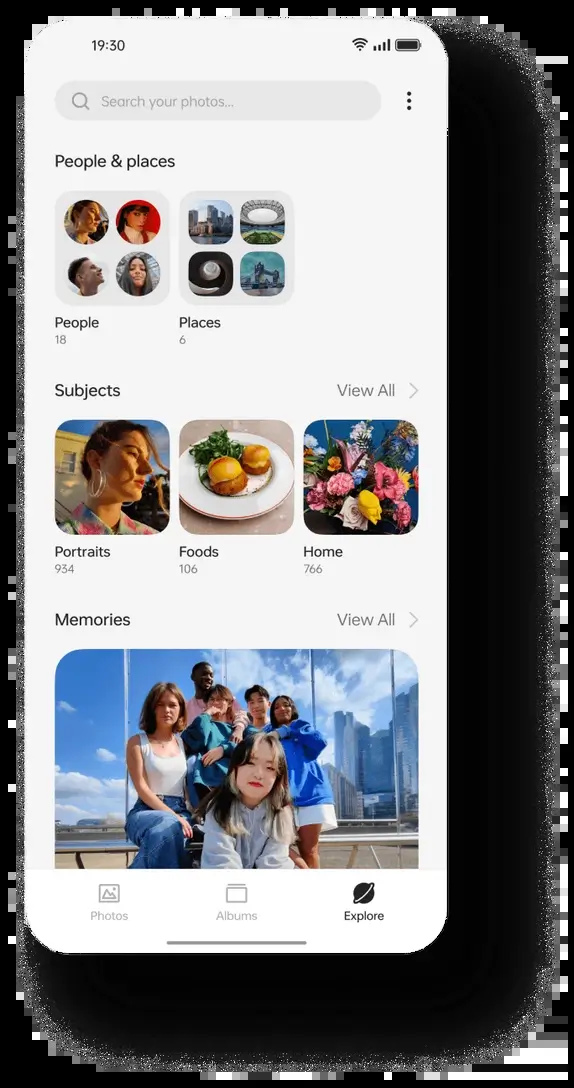 19:30
Search your photos...
People & places
People
Places
18
6
Subjects
View All
Portraits
Foods
Home
934
106
766
Memories
View All
Photos
Albums
Explore